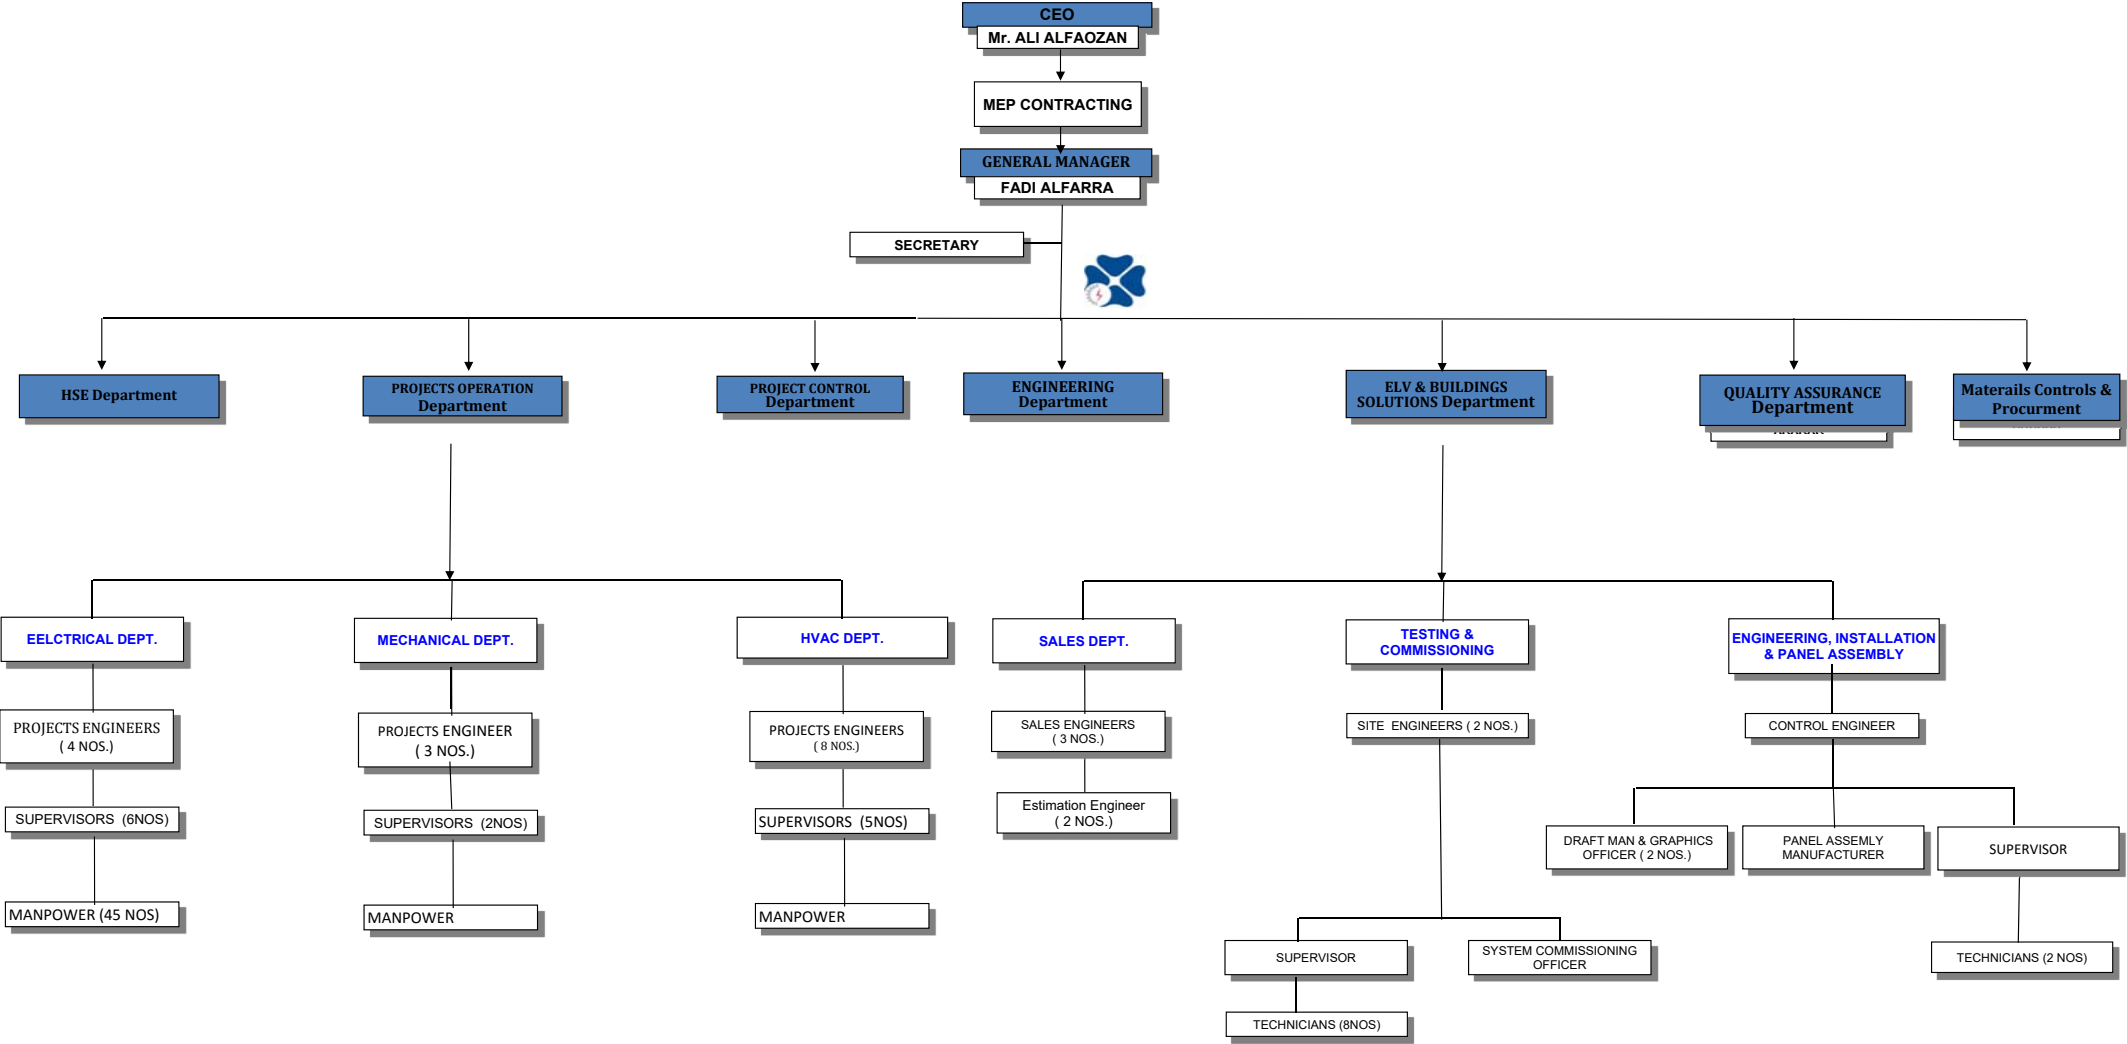 CEO
Mr. ALI ALFAOZAN
MEP CONTRACTING
GENERAL MANAGER
FADI ALFARRA
SECRETARY
HSE Department
PROJECTS OPERATION
Department
PROJECT CONTROL
Department
ENGINEERING
Department
ELV & BUILDINGS
SOLUTIONS Department
QUALITY ASSURANCE
Department
Materails Controls &
Procurment
EELCTRICAL DEPT.
MECHANICAL DEPT.
HVAC DEPT.
SALES DEPT.
TESTING &
COMMISSIONING
ENGINEERING, INSTALLATION
& PANEL ASSEMBLY
PROJECTS ENGINEERS
( 4 NOS.)
PROJECTS ENGINEER
( 3 NOS.)
PROJECTS ENGINEERS
( 8 NOS.)
SALES ENGINEERS
( 3 NOS.)
SITE ENGINEERS ( 2 NOS.)
CONTROL ENGINEER
SUPERVISORS (6NOS)
SUPERVISORS (2NOS)
SUPERVISORS (5NOS)
Estimation Engineer
( 2 NOS.)
DRAFT MAN & GRAPHICS
OFFICER ( 2 NOS.)
PANEL ASSEMLY
MANUFACTURER
SUPERVISOR
MANPOWER (45 NOS)
MANPOWER
MANPOWER
SUPERVISOR
SYSTEM COMMISSIONING
OFFICER
TECHNICIANS (2 NOS)
TECHNICIANS (8NOS)